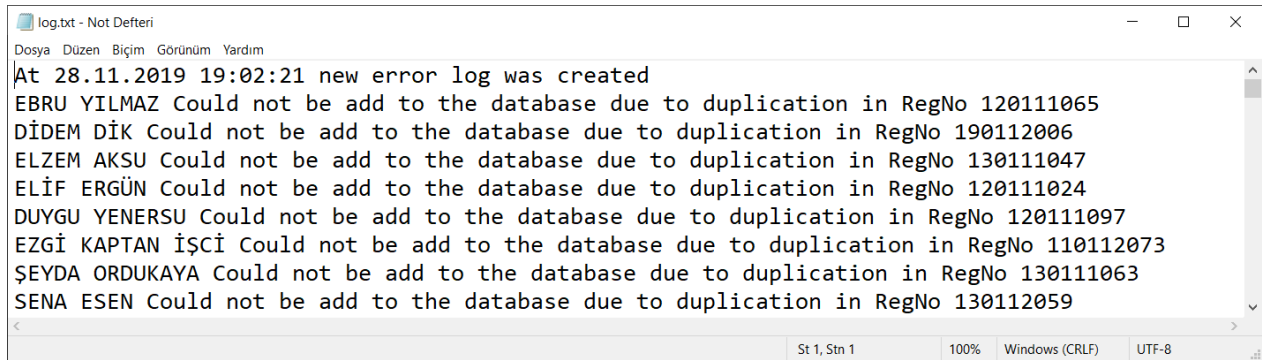 log.txt - Not Defteri
Dosya Düzen Biçim Görünüm Yardım
At 28.11.2019 19:02:21 new error log was created
EBRU YILMAZ Could not be add to the database due to duplication in RegNo 120111065
DİDEM DİK Could not be add to the database due to duplication in RegNo 190112006
ELZEM AKSU Could not be add to the database due to duplication in RegNo 130111047
ELİF ERGÜN Could not be add to the database due to duplication in RegNo 120111024
DUYGU YENERSU Could not be add to the database due to duplication in RegNo 120111097
EZGİ KAPTAN İŞCİ Could not be add to the database due to duplication in RegNo 110112073
ŞEYDA ORDUKAYA Could not be add to the database due to duplication in RegNo 130111063
SENA ESEN Could not be add to the database due to duplication in RegNo 130112059
St 1, Stn 1 100% Windows (CRLF) UTF-8